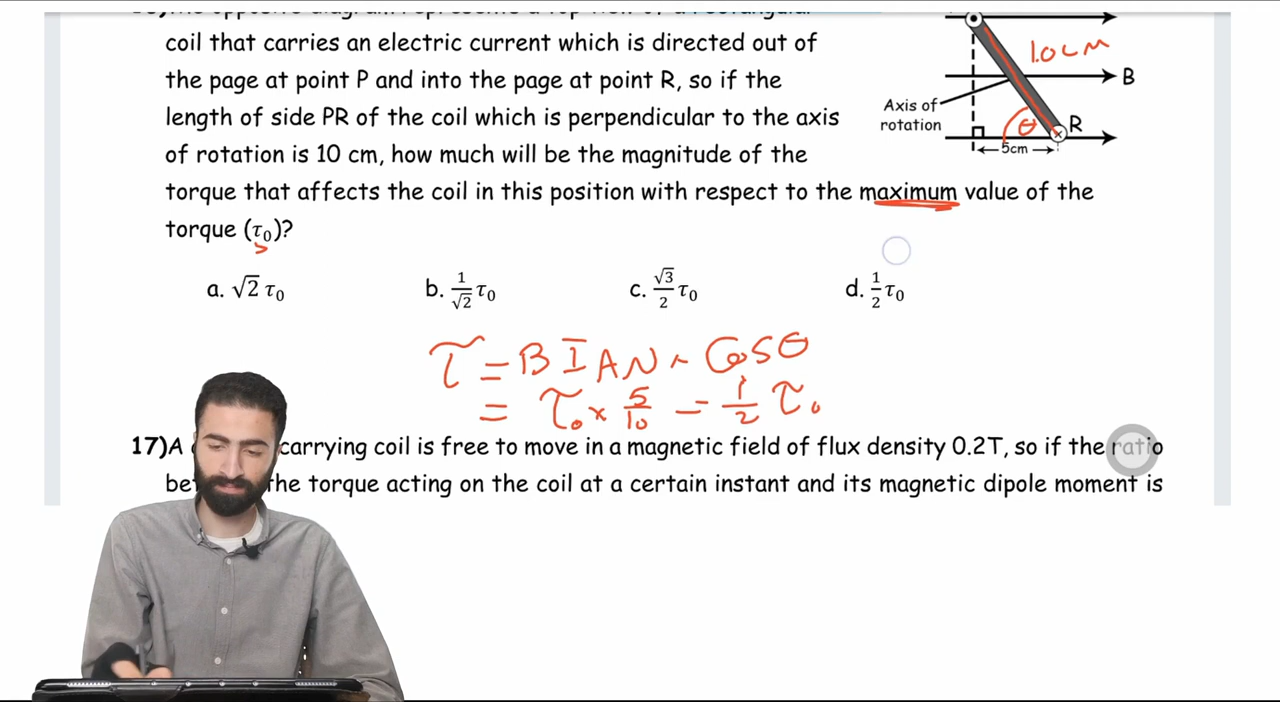 coil that carries an electric current which is directed out of
the page at point P and into the page at point R, so if the
length of side PR of the coil which is perpendicular to the axis
of rotation is 10 cm, how much will be the magnitude of the
torque that affects the coil in this position with respect to the maximum value of the
torque (τ₀)?
10cm
B
Axis of
rotation
θ
R
5cm
a. √2 τ₀
b. 1/√2 τ₀
c. √3/2 τ₀
d. 1/2 τ₀
τ = BIAN × Cosθ
= τ₀ × 5/10 = 1/2 τ₀
17)A carrying coil is free to move in a magnetic field of flux density 0.2T, so if the ratio
the torque acting on the coil at a certain instant and its magnetic dipole moment is